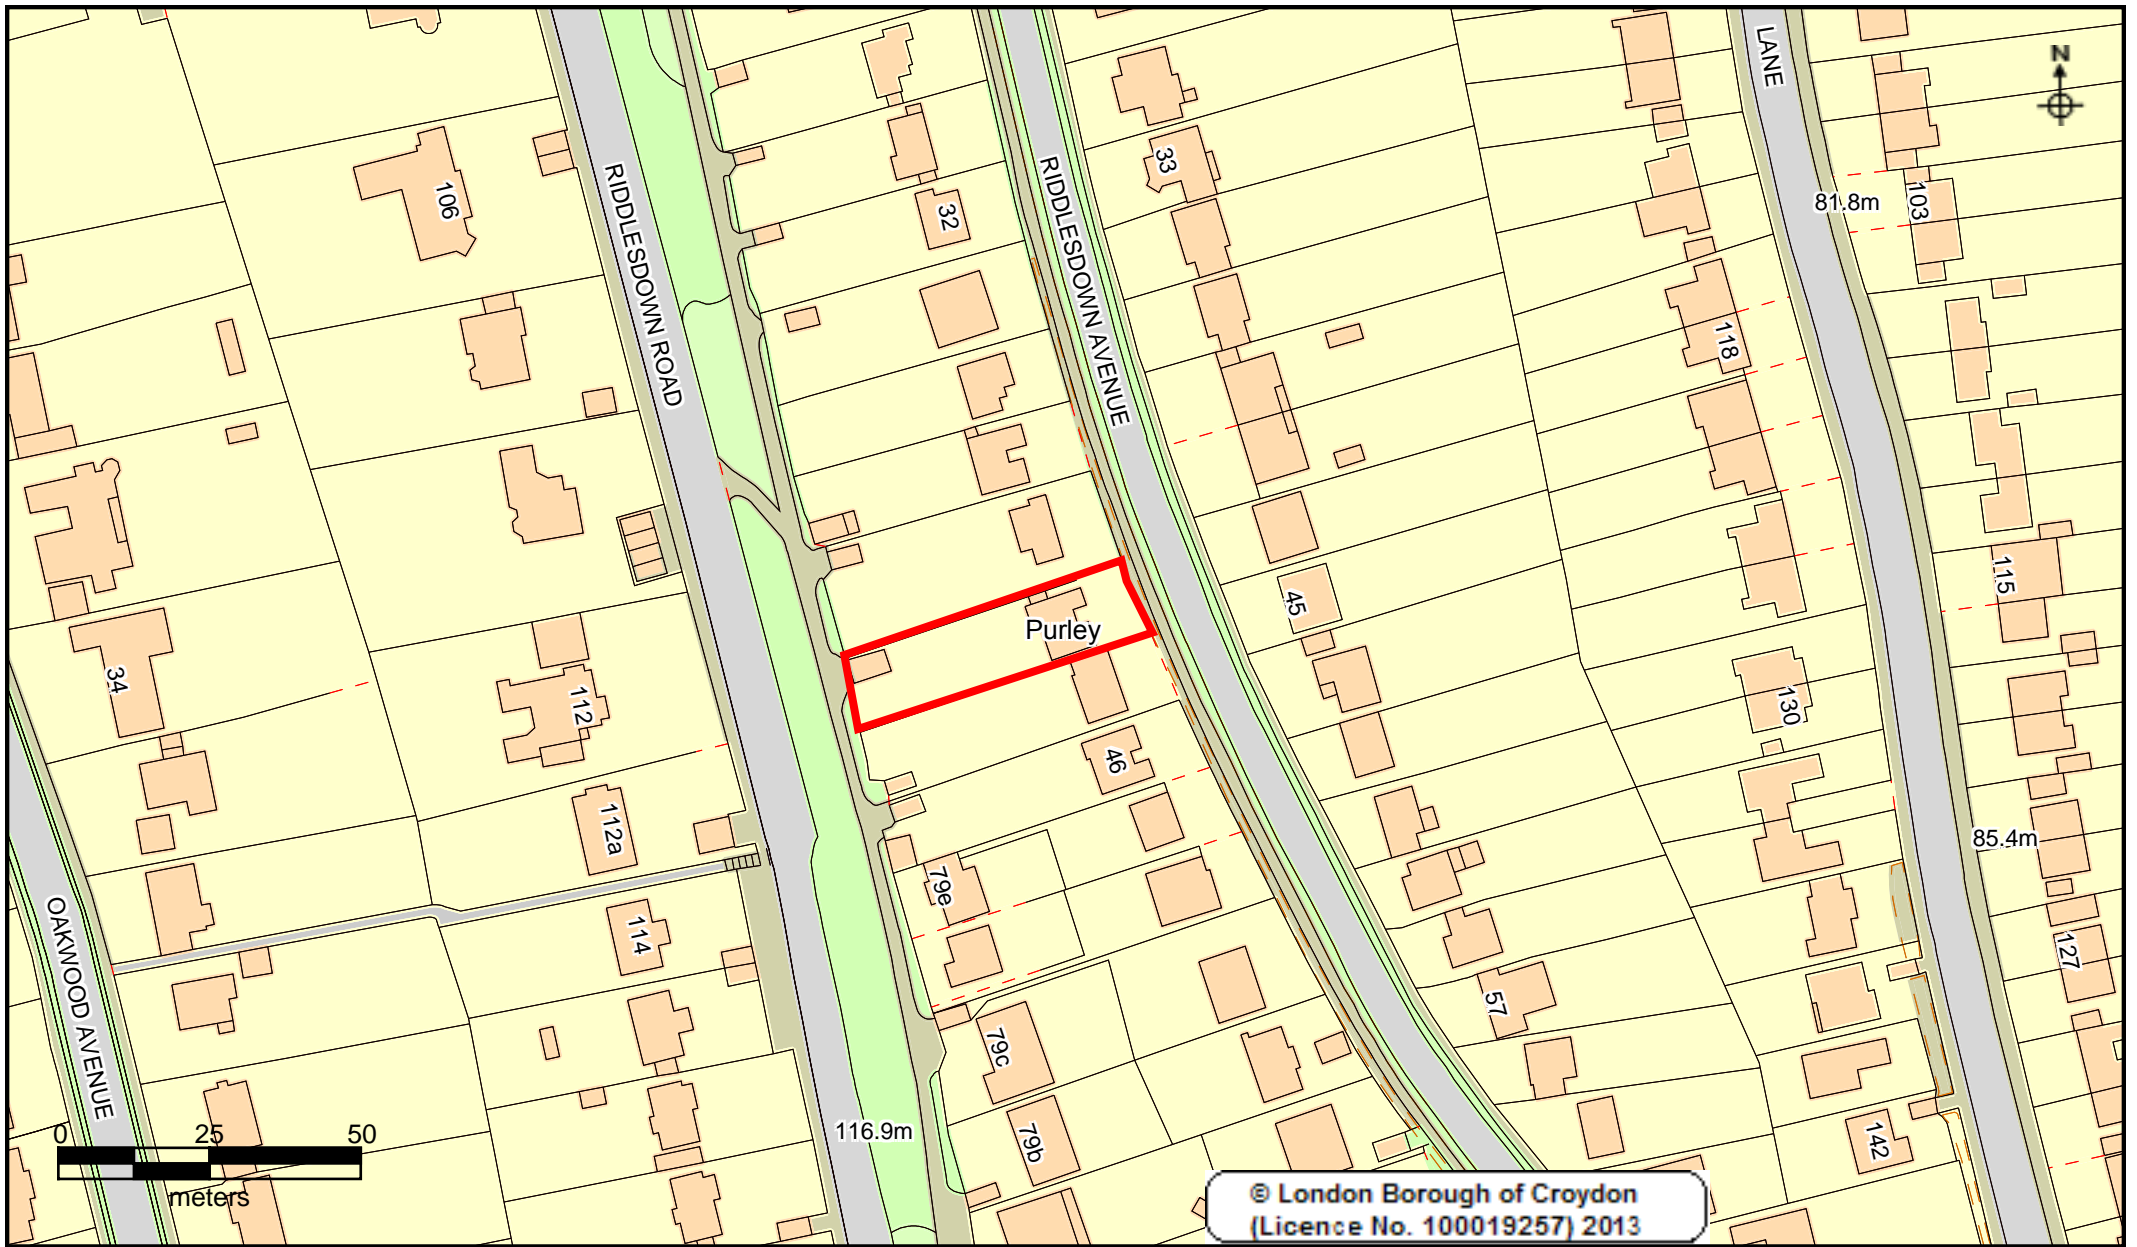 LANE
N
33
106
RIDDLESDOWN ROAD
RIDDLESDOWN AVENUE
32
81.8m
103
118
45
115
Purley
34
112
130
46
112a
85.4m
79e
114
OAKWOOD AVENUE
127
57
79c
116.9m
79b
142
0 25 50
meters
© London Borough of Croydon
(Licence No. 100019257) 2013